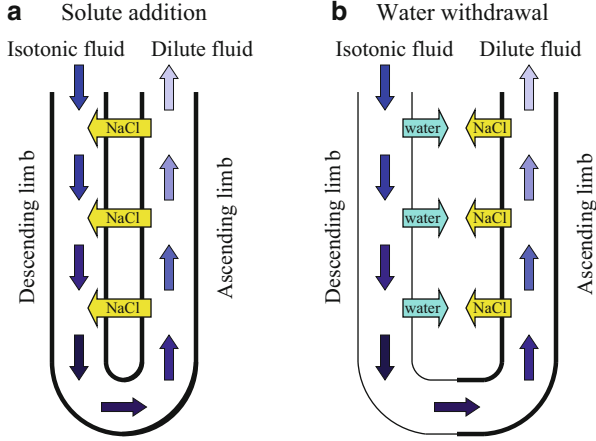 a Solute addition
Isotonic fluid Dilute fluid
NaCl
NaCl
NaCl
Descending limb
Ascending limb
b Water withdrawal
Isotonic fluid Dilute fluid
water NaCl
water NaCl
water NaCl
Descending limb
Ascending limb